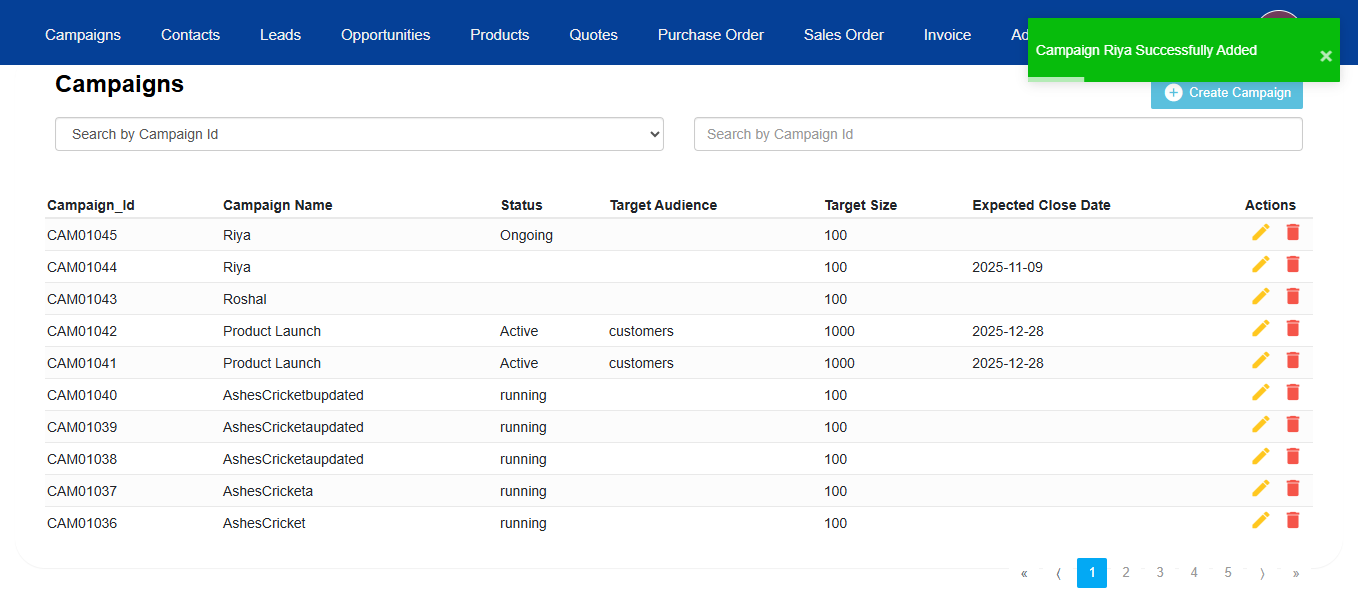 Campaigns Contacts Leads Opportunities Products Quotes Purchase Order Sales Order Invoice
Campaign Riya Successfully Added ×
Campaigns
Create Campaign
Search by Campaign Id Search by Campaign Id
Campaign_Id Campaign Name Status Target Audience Target Size Expected Close Date Actions
CAM01045 Riya Ongoing 100
CAM01044 Riya 100 2025-11-09
CAM01043 Roshal 100
CAM01042 Product Launch Active customers 1000 2025-12-28
CAM01041 Product Launch Active customers 1000 2025-12-28
CAM01040 AshesCricketbupdated running 100
CAM01039 AshesCricketaupdated running 100
CAM01038 AshesCricketaupdated running 100
CAM01037 AshesCricketa running 100
CAM01036 AshesCricket running 100
« ⟨ 1 2 3 4 5 ⟩ »